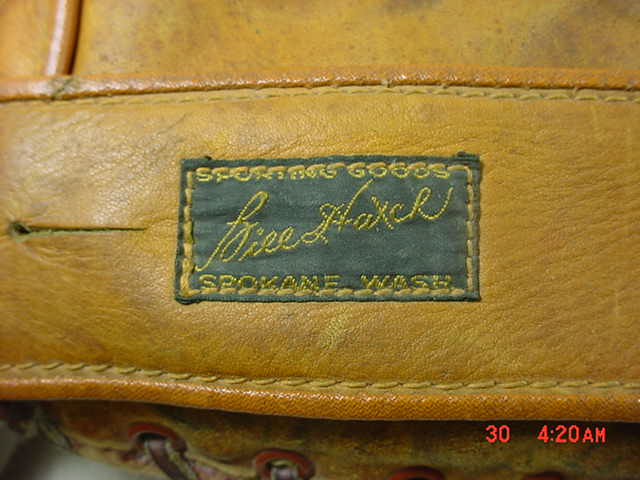 SPORTING GOODS
Bill Hatch
SPOKANE, WASH
30 4:20AM